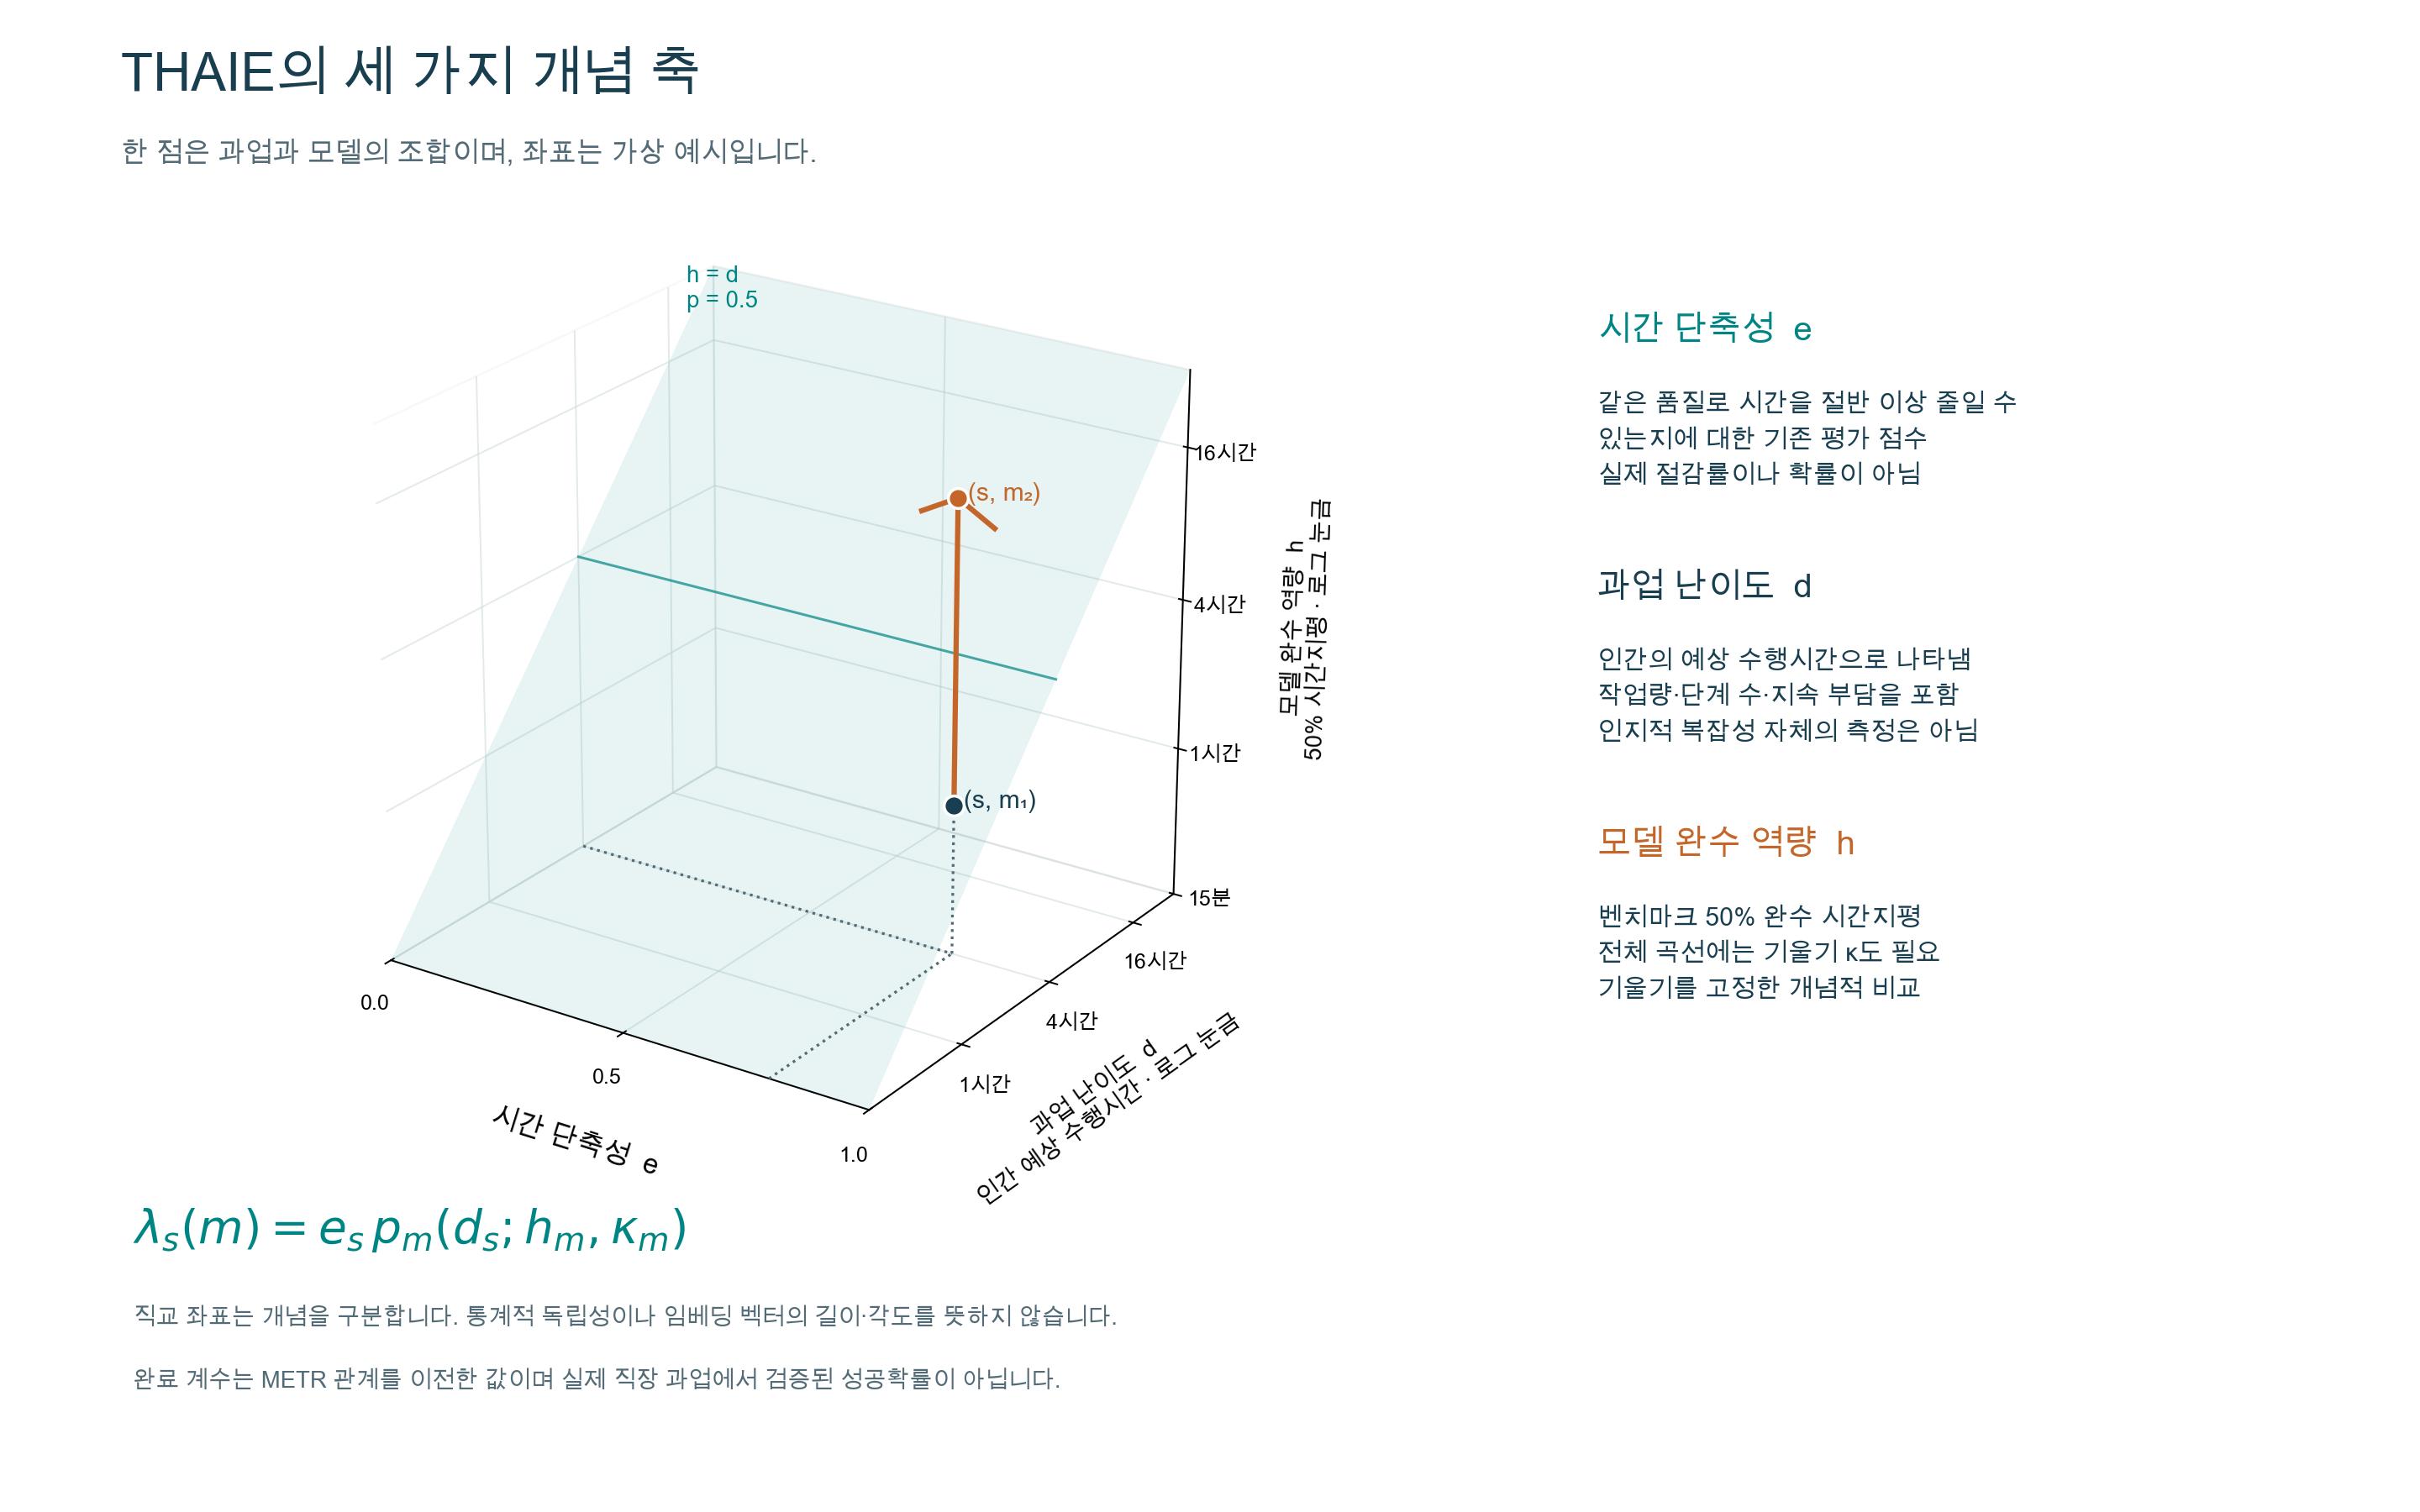 THAIE의 세 가지 개념 축
한 점은 과업과 모델의 조합이며, 좌표는 가상 예시입니다.
h = d
p = 0.5
16시간
4시간
1시간
15분
모델 완수 역량 h
50% 시간지평 · 로그 눈금
(s, m₂)
(s, m₁)
16시간
4시간
1시간
과업 난이도 d
인간 예상 수행시간 · 로그 눈금
0.0
0.5
1.0
시간 단축성 e
시간 단축성 e
같은 품질로 시간을 절반 이상 줄일 수
있는지에 대한 기존 평가 점수
실제 절감률이나 확률이 아님
과업 난이도 d
인간의 예상 수행시간으로 나타냄
작업량·단계 수·지속 부담을 포함
인지적 복잡성 자체의 측정은 아님
모델 완수 역량 h
벤치마크 50% 완수 시간지평
전체 곡선에는 기울기 κ도 필요
기울기를 고정한 개념적 비교
λₛ(m) = eₛ pₘ(dₛ; hₘ, κₘ)
직교 좌표는 개념을 구분합니다. 통계적 독립성이나 임베딩 벡터의 길이·각도를 뜻하지 않습니다.
완료 계수는 METR 관계를 이전한 값이며 실제 직장 과업에서 검증된 성공확률이 아닙니다.